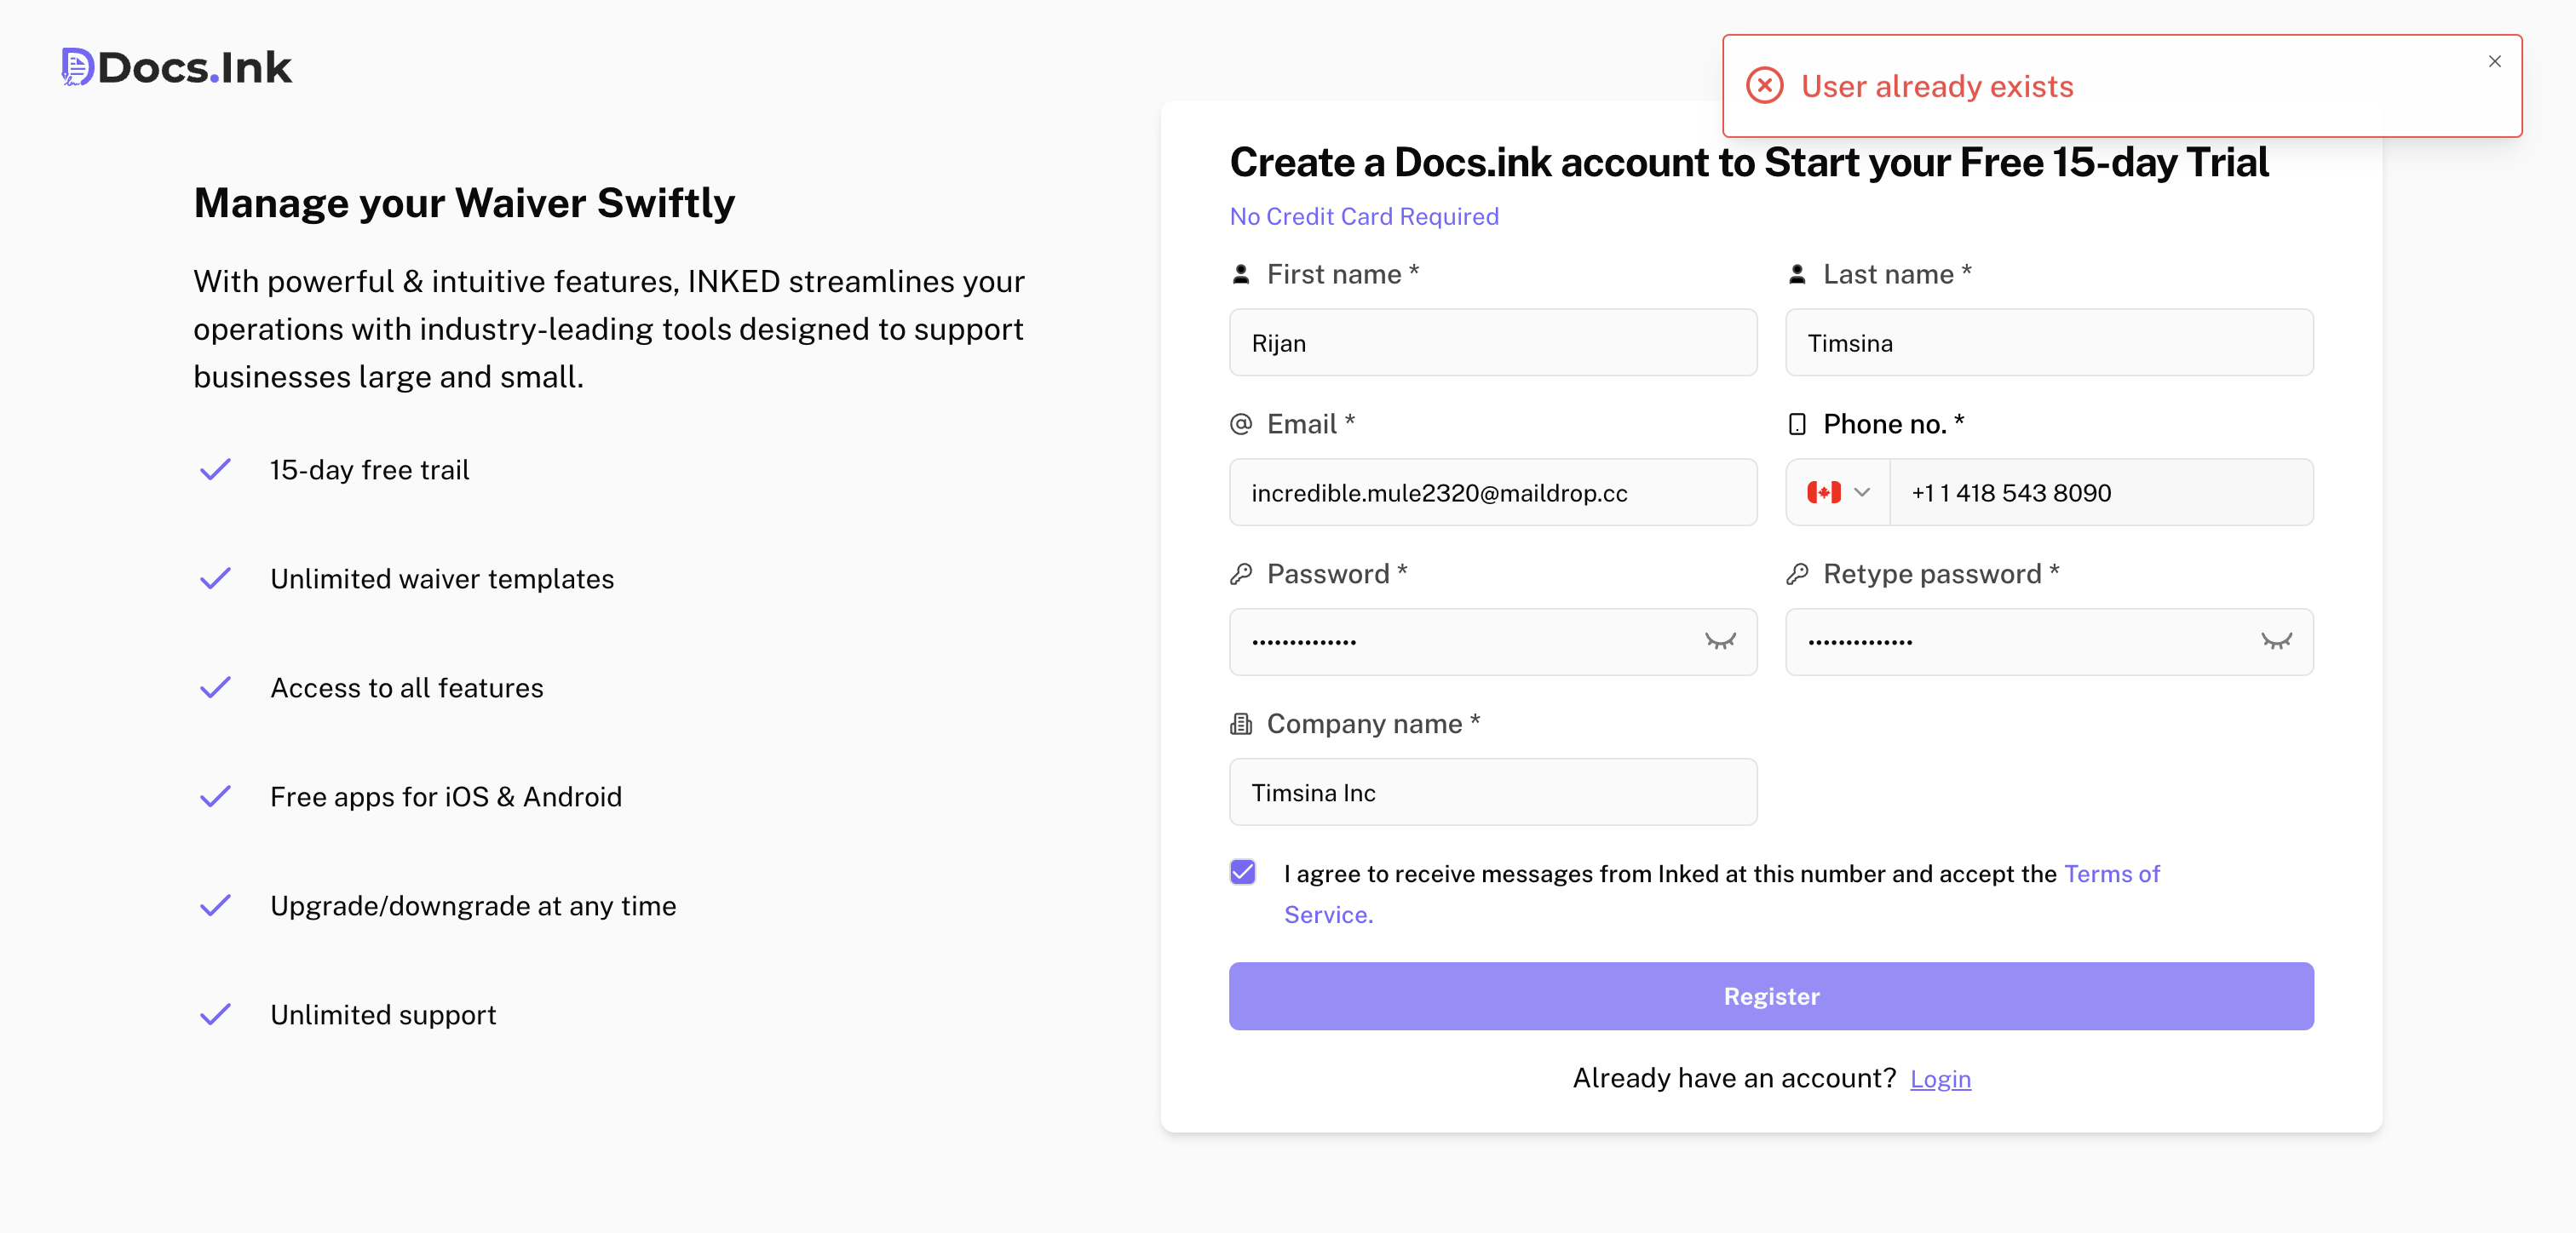 Docs.Ink
User already exists
Manage your Waiver Swiftly
With powerful & intuitive features, INKED streamlines your
operations with industry-leading tools designed to support
businesses large and small.
15-day free trail
Unlimited waiver templates
Access to all features
Free apps for iOS & Android
Upgrade/downgrade at any time
Unlimited support
Create a Docs.ink account to Start your Free 15-day Trial
No Credit Card Required
First name *
Last name *
Rijan
Timsina
Email *
Phone no. *
incredible.mule2320@maildrop.cc
+1 1 418 543 8090
Password *
Retype password *
••••••••••••••
••••••••••••••
Company name *
Timsina Inc
I agree to receive messages from Inked at this number and accept the Terms of
Service.
Register
Already have an account? Login